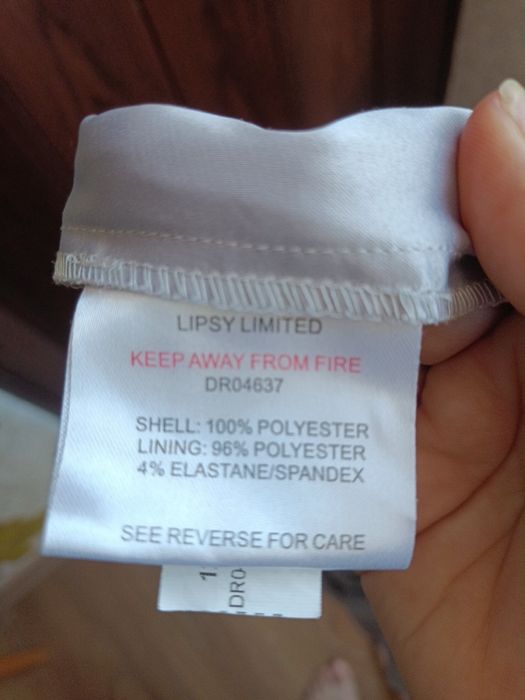 LIPSY LIMITED
KEEP AWAY FROM FIRE
DR04637
SHELL: 100% POLYESTER
LINING: 96% POLYESTER
4% ELASTANE/SPANDEX
SEE REVERSE FOR CARE